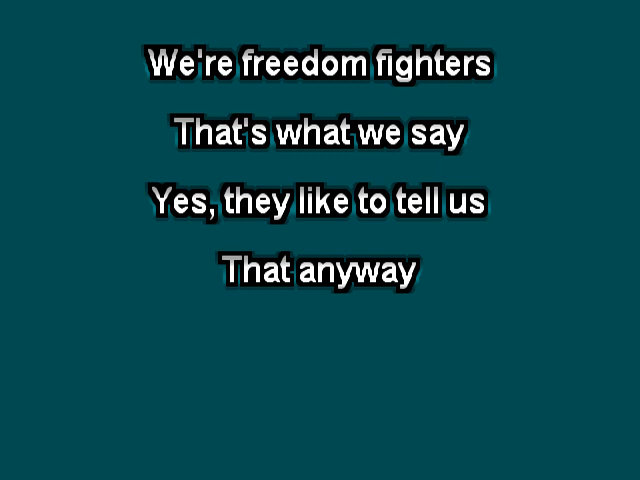 We're freedom fighters
That's what we say
Yes, they like to tell us
That anyway